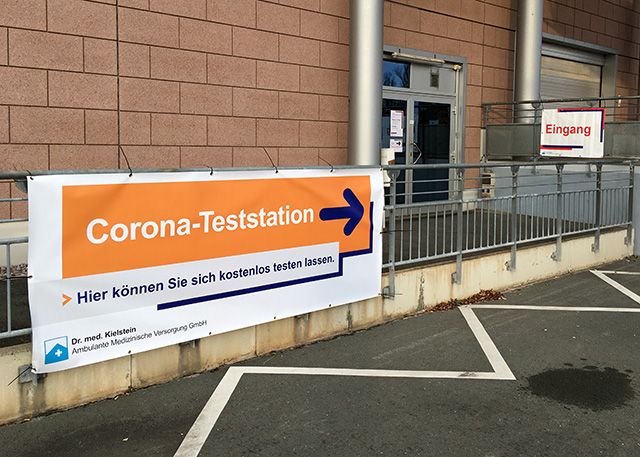 Corona-Teststation
> Hier können Sie sich kostenlos testen lassen.
Dr. med. Kielstein
Ambulante Medizinische Versorgung GmbH
Eingang